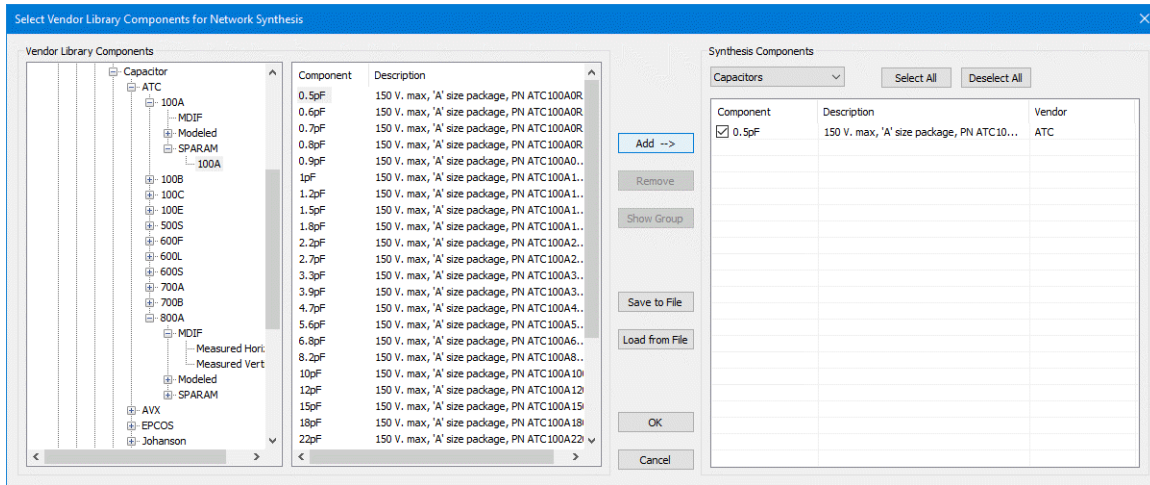 Select Vendor Library Components for Network Synthesis
Vendor Library Components
Capacitor
ATC
100A
MDIF
Modeled
SPARAM
100A
100B
100C
100E
500S
600F
600L
600S
700A
700B
800A
MDIF
Measured Hori
Measured Vert
Modeled
SPARAM
AVX
EPCOS
Johanson
Component Description
0.5pF 150 V. max, 'A' size package, PN ATC100A0R
0.6pF 150 V. max, 'A' size package, PN ATC100A0R
0.7pF 150 V. max, 'A' size package, PN ATC100A0R
0.8pF 150 V. max, 'A' size package, PN ATC100A0R
0.9pF 150 V. max, 'A' size package, PN ATC100A0...
1pF 150 V. max, 'A' size package, PN ATC100A1...
1.2pF 150 V. max, 'A' size package, PN ATC100A1...
1.5pF 150 V. max, 'A' size package, PN ATC100A1...
1.8pF 150 V. max, 'A' size package, PN ATC100A1...
2.2pF 150 V. max, 'A' size package, PN ATC100A2...
2.7pF 150 V. max, 'A' size package, PN ATC100A2...
3.3pF 150 V. max, 'A' size package, PN ATC100A3...
3.9pF 150 V. max, 'A' size package, PN ATC100A3...
4.7pF 150 V. max, 'A' size package, PN ATC100A4...
5.6pF 150 V. max, 'A' size package, PN ATC100A5...
6.8pF 150 V. max, 'A' size package, PN ATC100A6...
8.2pF 150 V. max, 'A' size package, PN ATC100A8...
10pF 150 V. max, 'A' size package, PN ATC100A10
12pF 150 V. max, 'A' size package, PN ATC100A12
15pF 150 V. max, 'A' size package, PN ATC100A15
18pF 150 V. max, 'A' size package, PN ATC100A18
22pF 150 V. max, 'A' size package, PN ATC100A22
Add -->
Remove
Show Group
Save to File
Load from File
OK
Cancel
Synthesis Components
Capacitors
Select All
Deselect All
Component Description Vendor
0.5pF 150 V. max, 'A' size package, PN ATC10... ATC